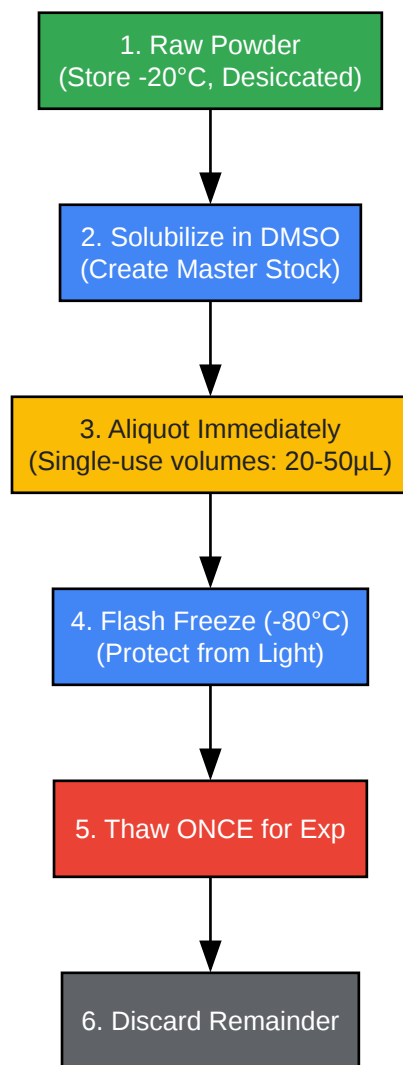 1. Raw Powder
(Store -20°C, Desiccated)
2. Solubilize in DMSO
(Create Master Stock)
3. Aliquot Immediately
(Single-use volumes: 20-50µL)
4. Flash Freeze (-80°C)
(Protect from Light)
5. Thaw ONCE for Exp
6. Discard Remainder